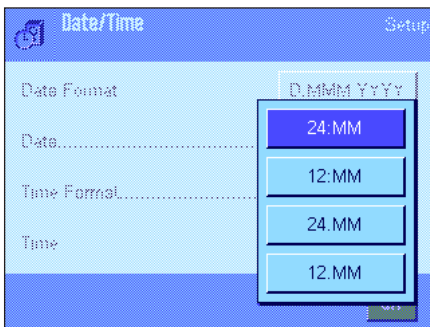 Date/Time
Setup
Date Format
D.MMM YYYY
Date
24:MM
12:MM
Time Format
24.MM
Time
12.MM